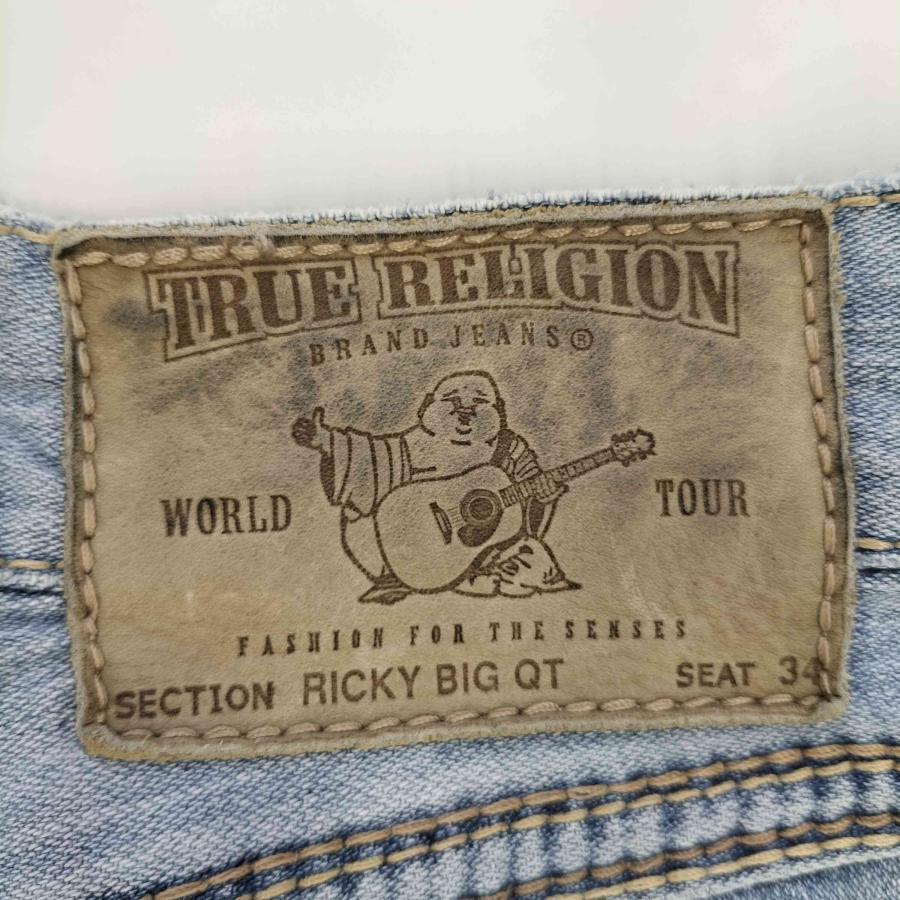 TRUE RELIGION
BRAND JEANS®
WORLD TOUR
FASHION FOR THE SENSES
SECTION RICKY BIG QT SEAT 34